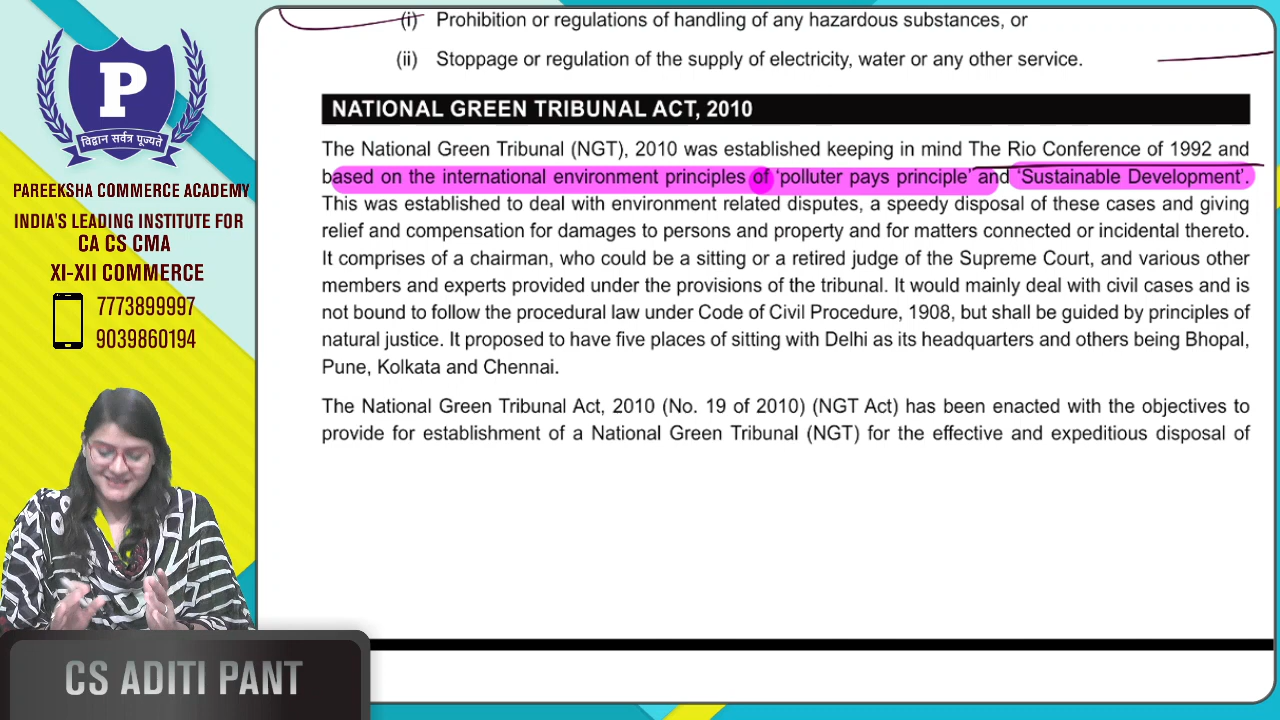 P
विद्वान सर्वत्र पूज्यते
PAREEKSHA COMMERCE ACADEMY
INDIA'S LEADING INSTITUTE FOR
CA CS CMA
XI-XII COMMERCE
7773899997
9039860194
CS ADITI PANT
(i) Prohibition or regulations of handling of any hazardous substances, or
(ii) Stoppage or regulation of the supply of electricity, water or any other service.
NATIONAL GREEN TRIBUNAL ACT, 2010
The National Green Tribunal (NGT), 2010 was established keeping in mind The Rio Conference of 1992 and
based on the international environment principles of 'polluter pays principle' and 'Sustainable Development'.
This was established to deal with environment related disputes, a speedy disposal of these cases and giving
relief and compensation for damages to persons and property and for matters connected or incidental thereto.
It comprises of a chairman, who could be a sitting or a retired judge of the Supreme Court, and various other
members and experts provided under the provisions of the tribunal. It would mainly deal with civil cases and is
not bound to follow the procedural law under Code of Civil Procedure, 1908, but shall be guided by principles of
natural justice. It proposed to have five places of sitting with Delhi as its headquarters and others being Bhopal,
Pune, Kolkata and Chennai.
The National Green Tribunal Act, 2010 (No. 19 of 2010) (NGT Act) has been enacted with the objectives to
provide for establishment of a National Green Tribunal (NGT) for the effective and expeditious disposal of